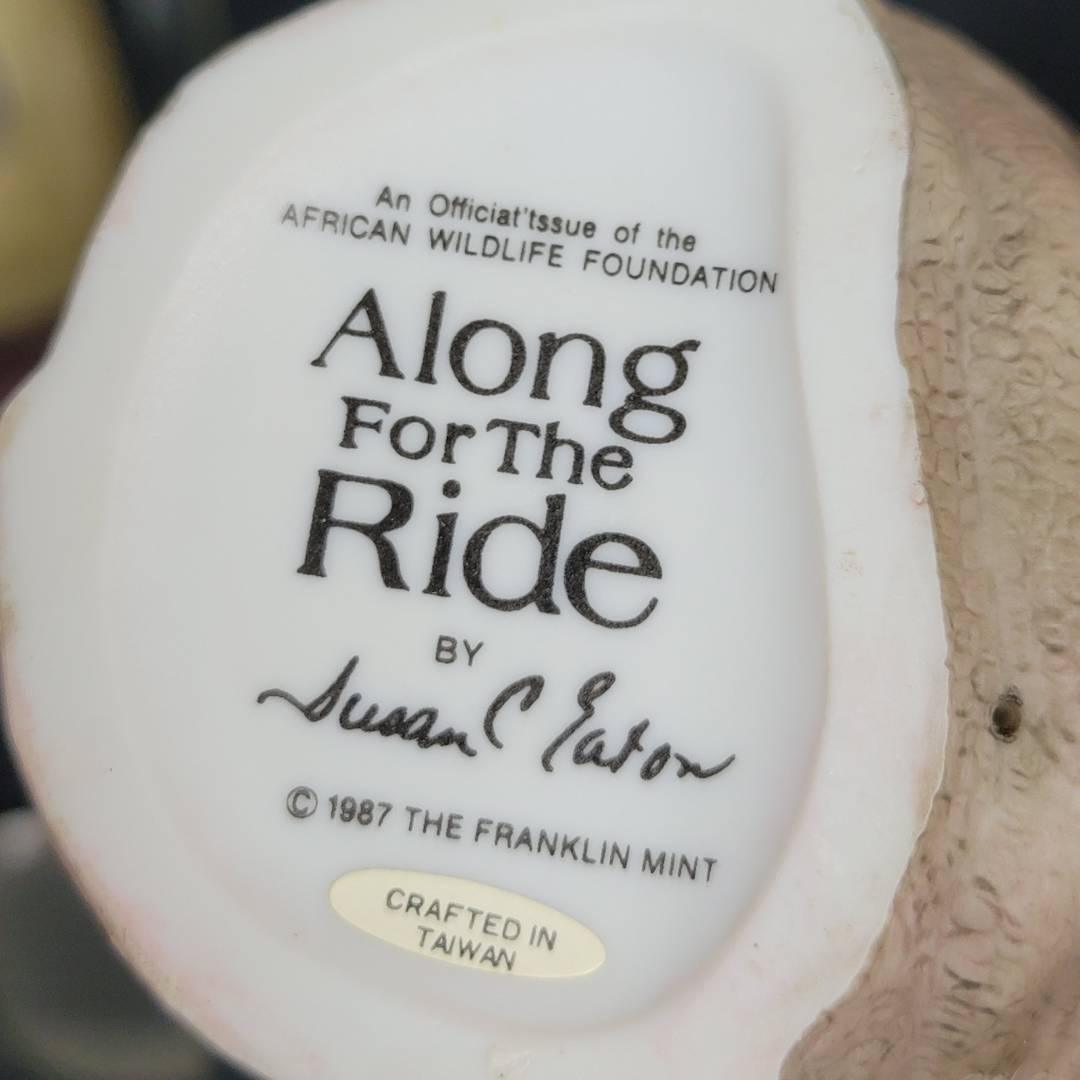 An Officiat'tssue of the
AFRICAN WILDLIFE FOUNDATION
Along
For The
Ride
BY
Susan C Eaton
© 1987 THE FRANKLIN MINT
CRAFTED IN
TAIWAN